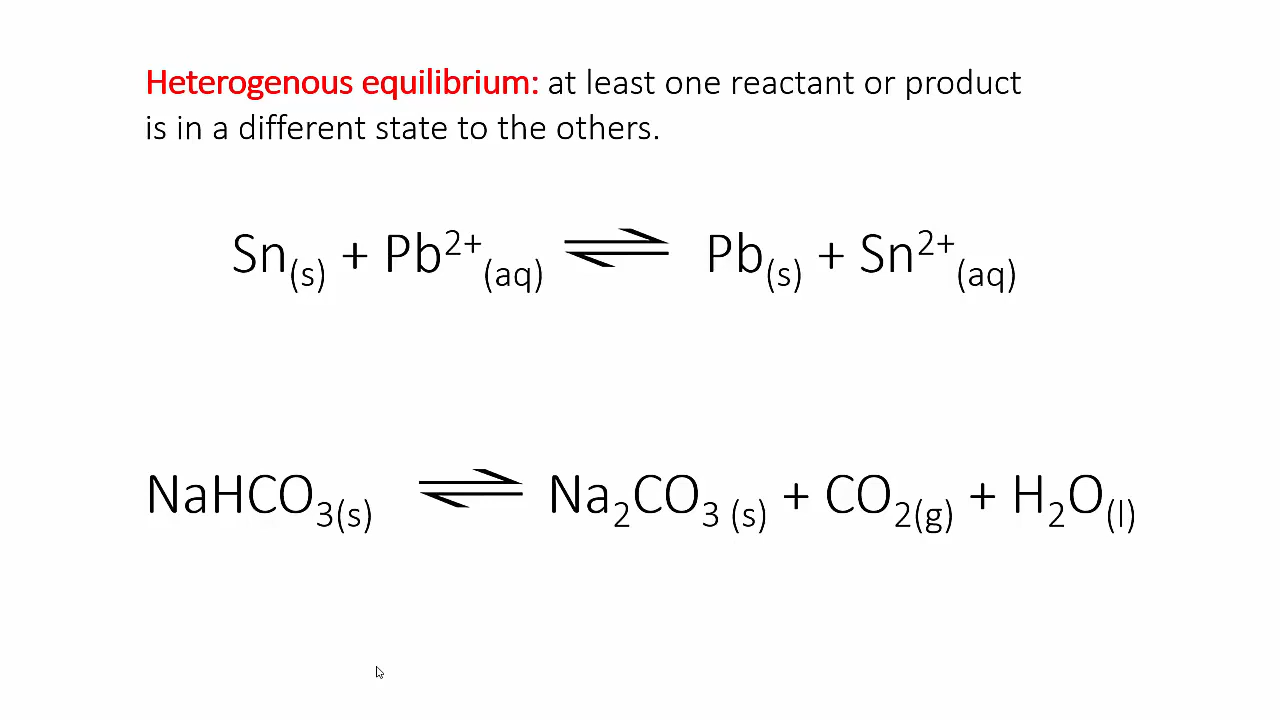 Heterogenous equilibrium: at least one reactant or product
is in a different state to the others.
Sn(s) + Pb²⁺(aq) ⇌ Pb(s) + Sn²⁺(aq)
NaHCO₃(s) ⇌ Na₂CO₃ (s) + CO₂(g) + H₂O(l)